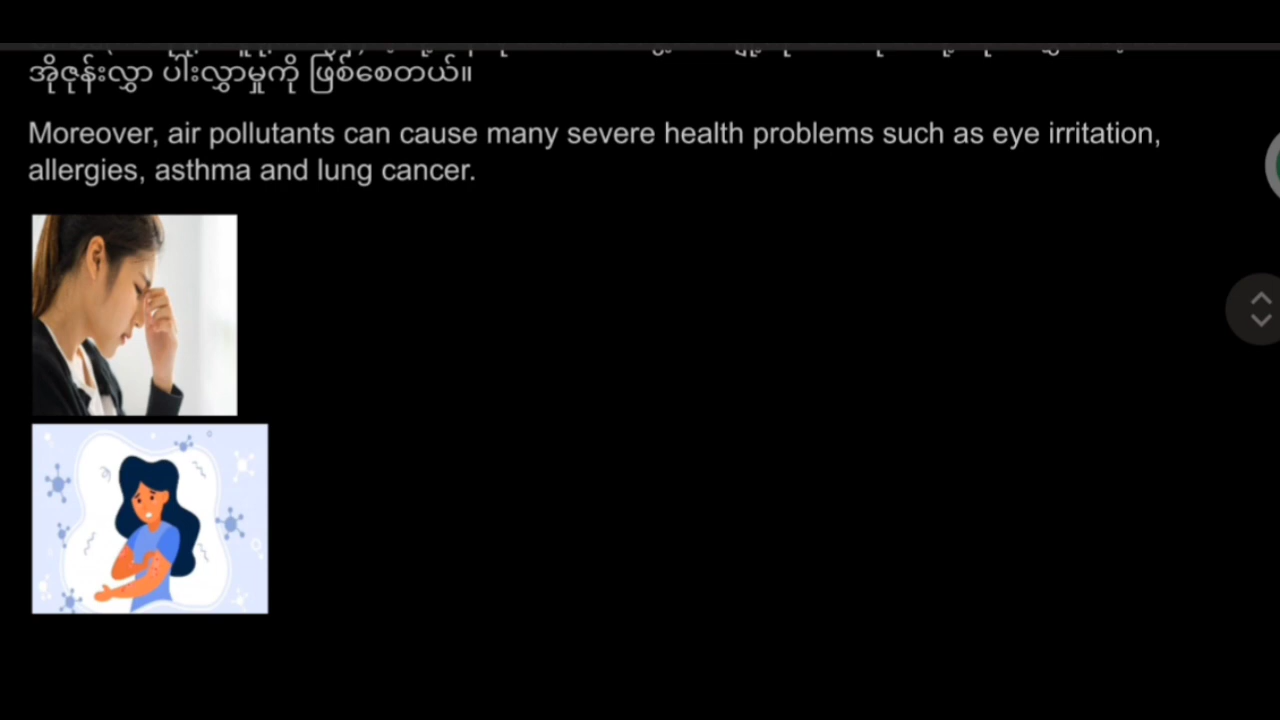 အိုဇုန်းလွှာ ပါးလွှာမှုကို ဖြစ်စေတယ်။
Moreover, air pollutants can cause many severe health problems such as eye irritation,
allergies, asthma and lung cancer.